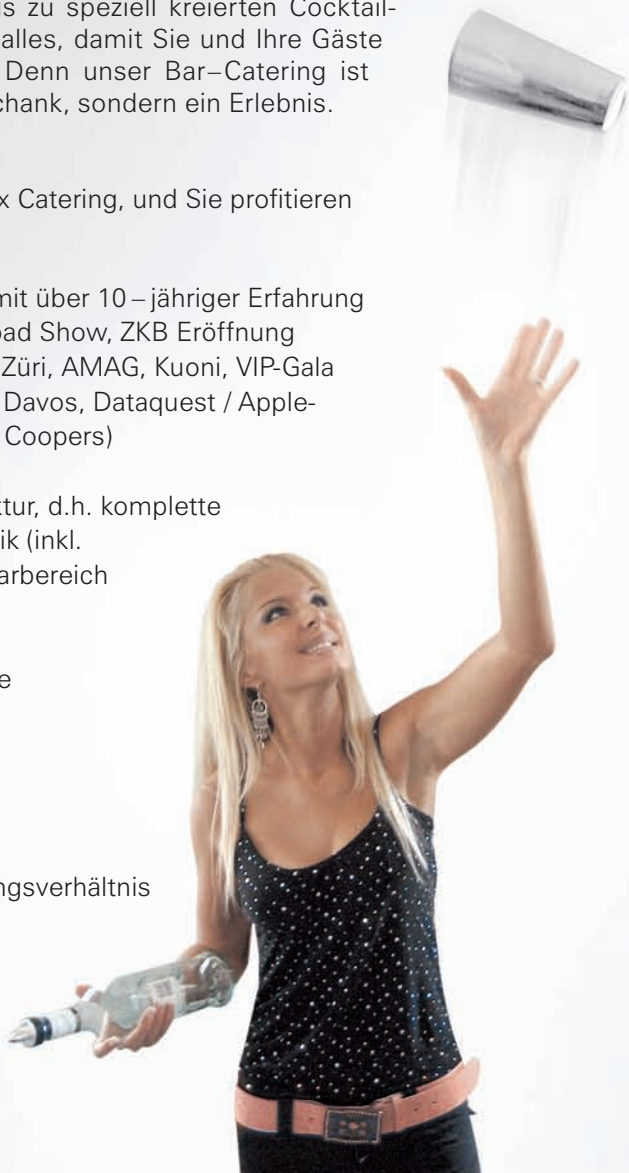 is zu speziell kreierten Cocktail-
alles, damit Sie und Ihre Gäste
Denn unser Bar–Catering ist
chank, sondern ein Erlebnis.
x Catering, und Sie profitieren
mit über 10 – jähriger Erfahrung
oad Show, ZKB Eröffnung
Züri, AMAG, Kuoni, VIP-Gala
Davos, Dataquest / Apple-
Coopers)
ktur, d.h. komplette
ik (inkl.
arbereich
e
ngsverhältnis